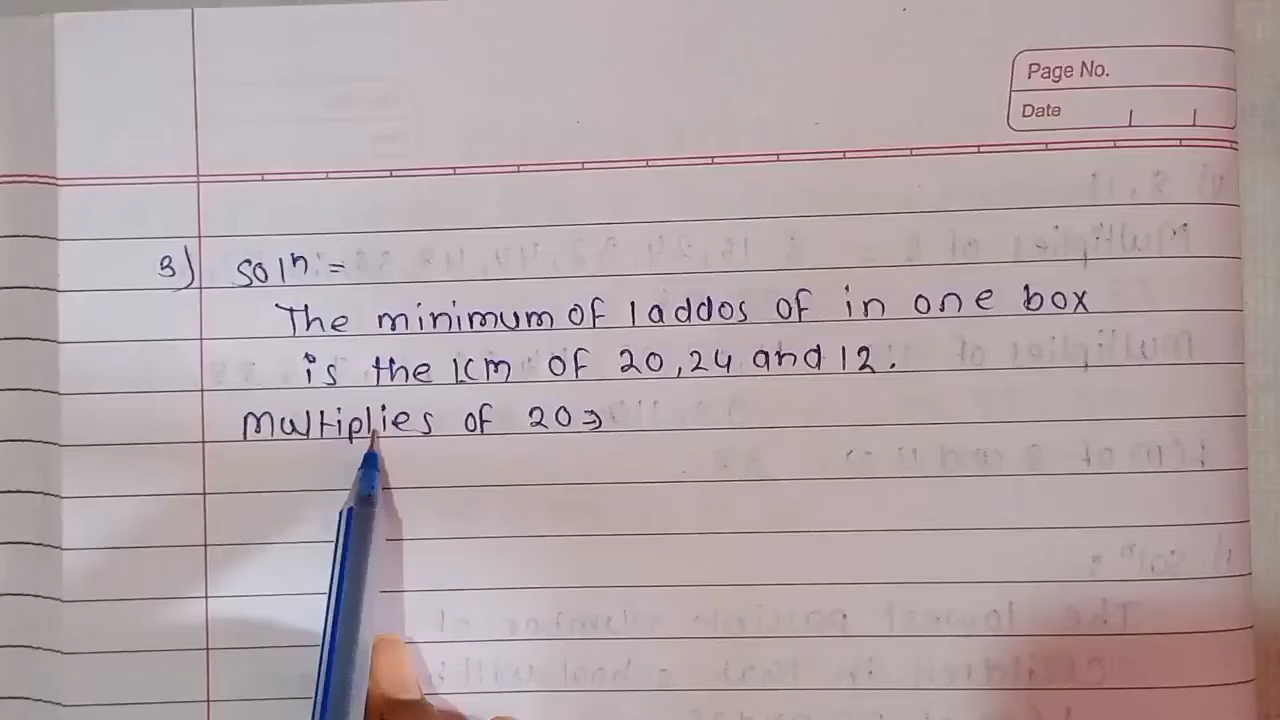 Page No.
Date
3) Solⁿ =
The minimum of laddos of in one box
is the lcm of 20, 24 and 12.
Multiplies of 20 ⇒